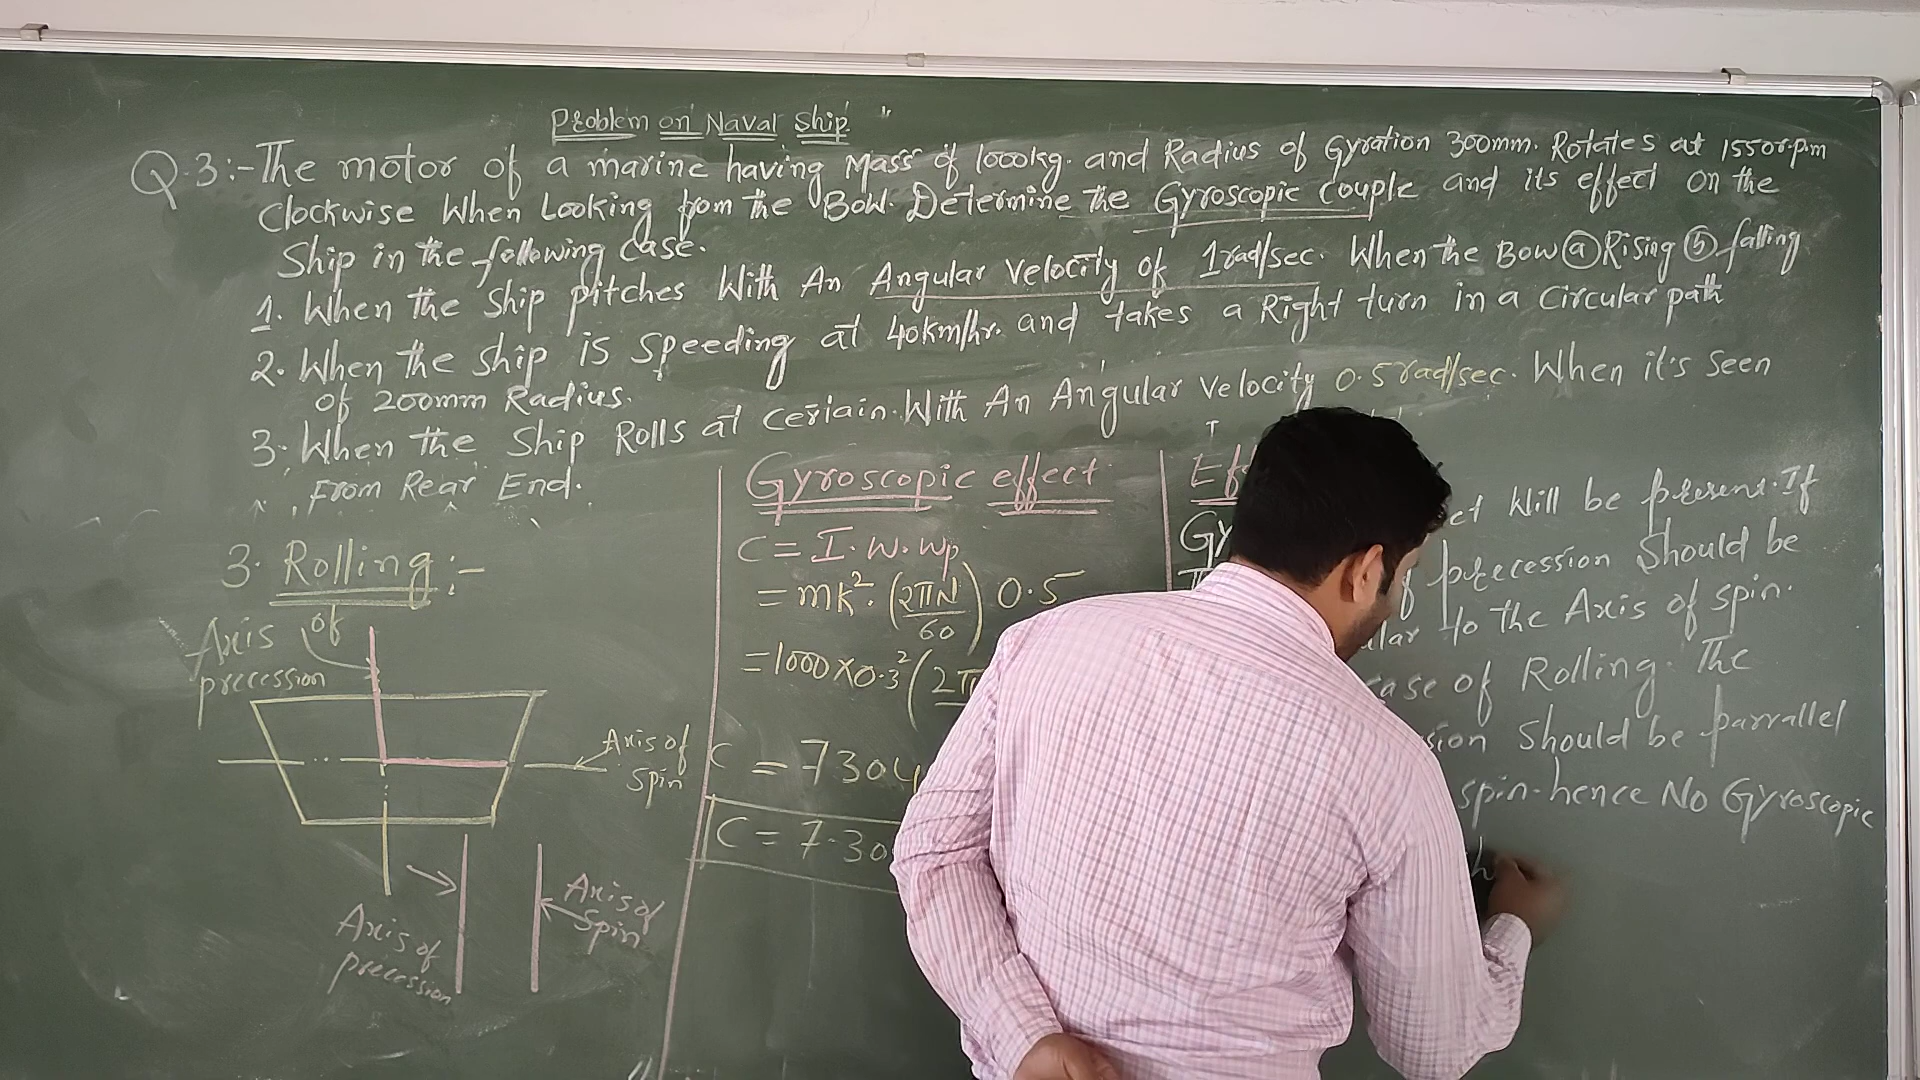 Problem on Naval Ship
Q.3:- The motor of a marine having Mass of 1000kg. and Radius of Gyration 300mm. Rotates at 1550r.p.m
Clockwise When Looking from the Bow. Determine the Gyroscopic couple and its effect on the
Ship in the following case.
1. When the Ship pitches With An Angular velocity of 1rad/sec. When the Bow ⓐ Rising ⓑ falling
2. When the ship is speeding at 40km/hr. and takes a Right turn in a Circular path
of 200mm Radius.
3. When the Ship Rolls at certain With An Angular velocity 0.5rad/sec. When it's Seen
From Rear End.
3. Rolling:-
Axis of
precession
Axis of
Spin
Axis of
precession
Axis of
Spin
Gyroscopic effect
C = I.w.wp
= mk². (2πN/60) 0.5
= 1000×0.3² (2π
C = 7304
C = 7.30
Will be present. If
precession Should be
to the Axis of spin.
of Rolling. The
Should be parrallel
spin. hence No Gyroscopic